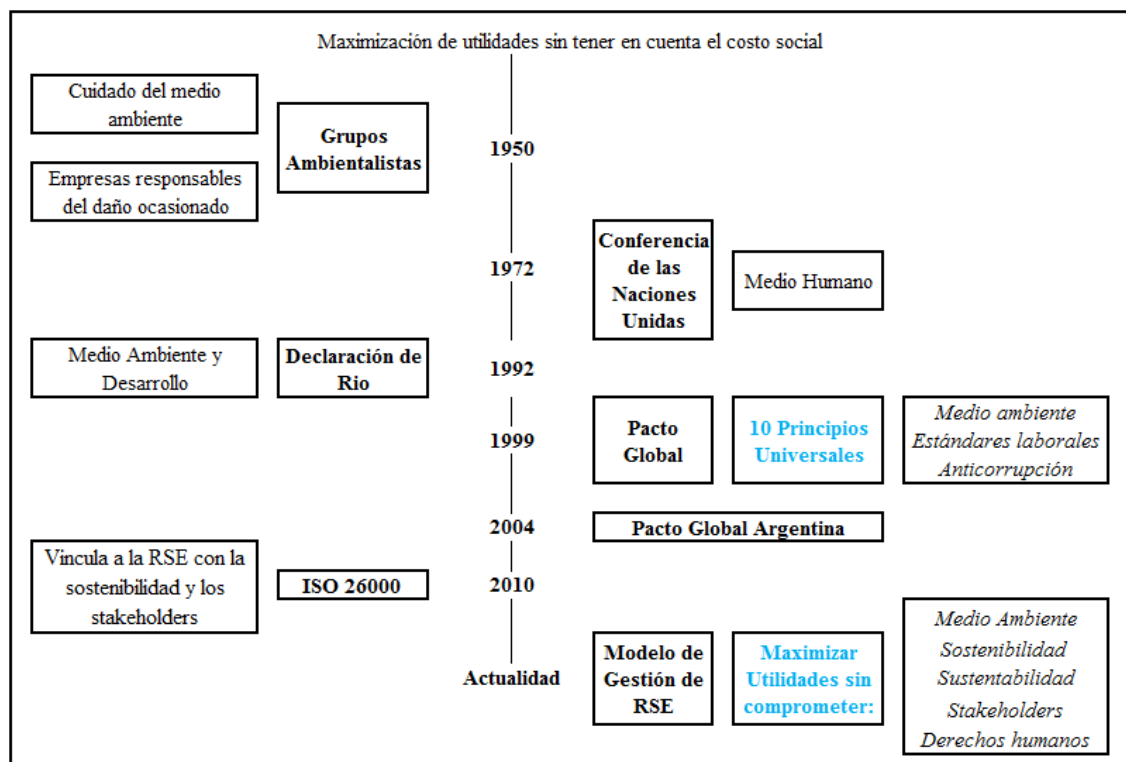 Maximización de utilidades sin tener en cuenta el costo social
Cuidado del medio
ambiente
Empresas responsables
del daño ocasionado
Grupos
Ambientalistas
1950
1972
Conferencia
de las
Naciones
Unidas
Medio Humano
Medio Ambiente y
Desarrollo
Declaración de
Rio
1992
1999
Pacto
Global
10 Principios
Universales
Medio ambiente
Estándares laborales
Anticorrupción
2004
Pacto Global Argentina
Vincula a la RSE con la
sostenibilidad y los
stakeholders
ISO 26000
2010
Actualidad
Modelo de
Gestión de
RSE
Maximizar
Utilidades sin
comprometer:
Medio Ambiente
Sostenibilidad
Sustentabilidad
Stakeholders
Derechos humanos